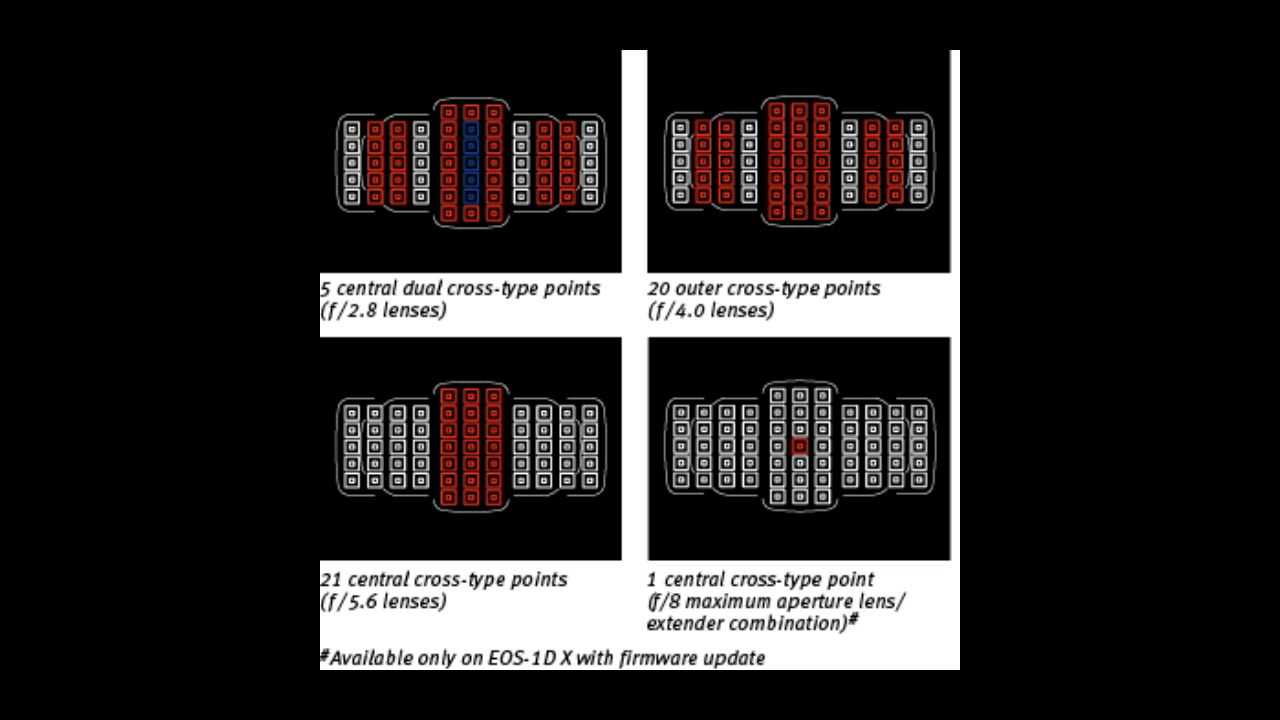 5 central dual cross-type points
(f/2.8 lenses)
20 outer cross-type points
(f/4.0 lenses)
21 central cross-type points
(f/5.6 lenses)
1 central cross-type point
(f/8 maximum aperture lens/
extender combination)#
#Available only on EOS-1D X with firmware update